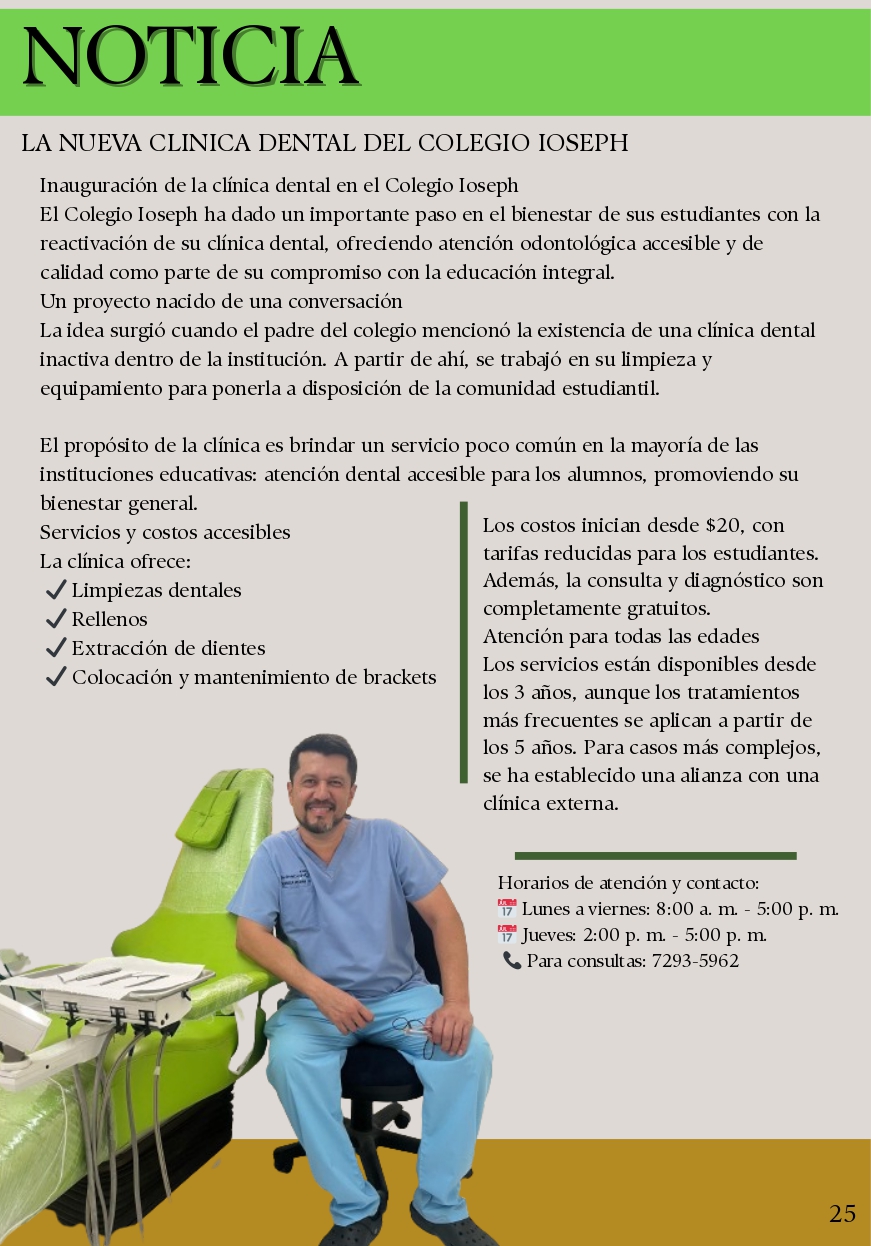 NOTICIA
LA NUEVA CLINICA DENTAL DEL COLEGIO IOSEPH
Inauguración de la clínica dental en el Colegio Ioseph
El Colegio Ioseph ha dado un importante paso en el bienestar de sus estudiantes con la
reactivación de su clínica dental, ofreciendo atención odontológica accesible y de
calidad como parte de su compromiso con la educación integral.
Un proyecto nacido de una conversación
La idea surgió cuando el padre del colegio mencionó la existencia de una clínica dental
inactiva dentro de la institución. A partir de ahí, se trabajó en su limpieza y
equipamiento para ponerla a disposición de la comunidad estudiantil.
El propósito de la clínica es brindar un servicio poco común en la mayoría de las
instituciones educativas: atención dental accesible para los alumnos, promoviendo su
bienestar general.
Servicios y costos accesibles
La clínica ofrece:
✔ Limpiezas dentales
✔ Rellenos
✔ Extracción de dientes
✔ Colocación y mantenimiento de brackets
Los costos inician desde $20, con
tarifas reducidas para los estudiantes.
Además, la consulta y diagnóstico son
completamente gratuitos.
Atención para todas las edades
Los servicios están disponibles desde
los 3 años, aunque los tratamientos
más frecuentes se aplican a partir de
los 5 años. Para casos más complejos,
se ha establecido una alianza con una
clínica externa.
Horarios de atención y contacto:
📅 Lunes a viernes: 8:00 a. m. - 5:00 p. m.
📅 Jueves: 2:00 p. m. - 5:00 p. m.
📞 Para consultas: 7293-5962
25